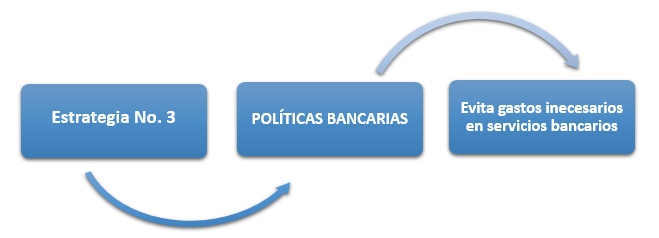 Estrategia No. 3
POLÍTICAS BANCARIAS
Evita gastos inecesarios
en servicios bancarios